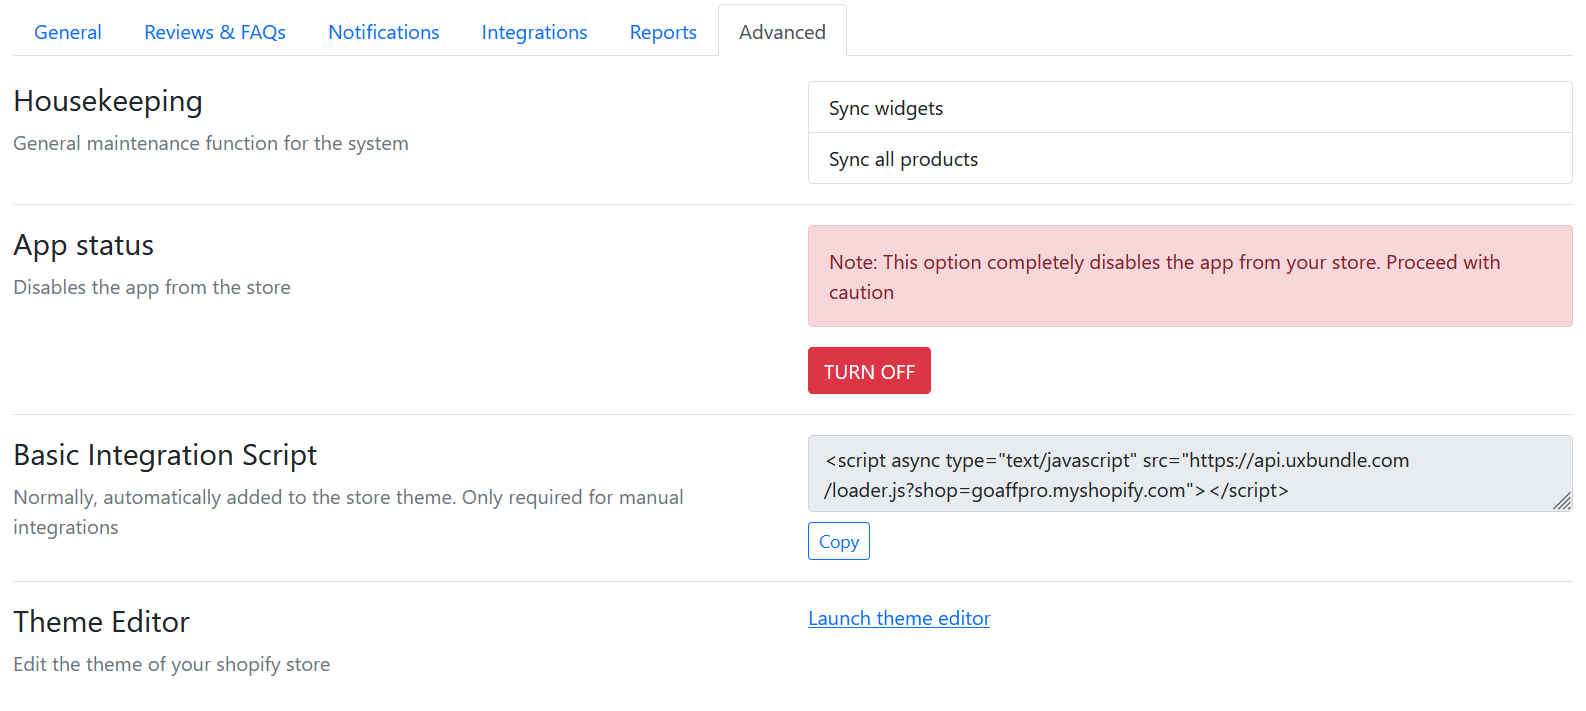 General Reviews & FAQs Notifications Integrations Reports Advanced
Housekeeping
General maintenance function for the system
Sync widgets
Sync all products
App status
Disables the app from the store
Note: This option completely disables the app from your store. Proceed with
caution
TURN OFF
Basic Integration Script
Normally, automatically added to the store theme. Only required for manual
integrations
<script async type="text/javascript" src="https://api.uxbundle.com
/loader.js?shop=goaffpro.myshopify.com"></script>
Copy
Theme Editor
Edit the theme of your shopify store
Launch theme editor